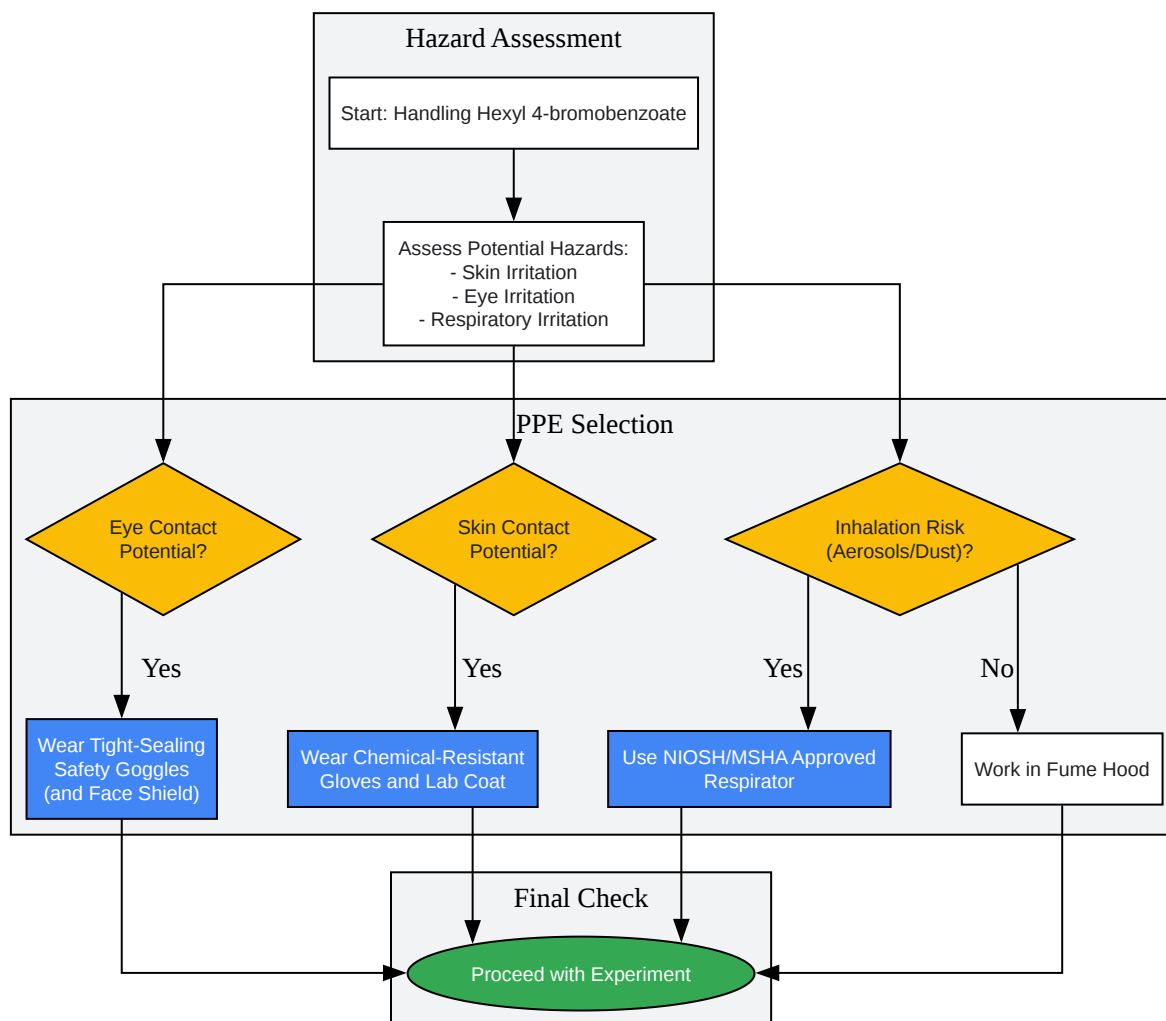 Hazard Assessment
Start: Handling Hexyl 4-bromobenzoate
Assess Potential Hazards:
- Skin Irritation
- Eye Irritation
- Respiratory Irritation
PPE Selection
Eye Contact
Potential?
Skin Contact
Potential?
Inhalation Risk
(Aerosols/Dust)?
Yes
Yes
Yes
No
Wear Tight-Sealing
Safety Goggles
(and Face Shield)
Wear Chemical-Resistant
Gloves and Lab Coat
Use NIOSH/MSHA Approved
Respirator
Work in Fume Hood
Final Check
Proceed with Experiment